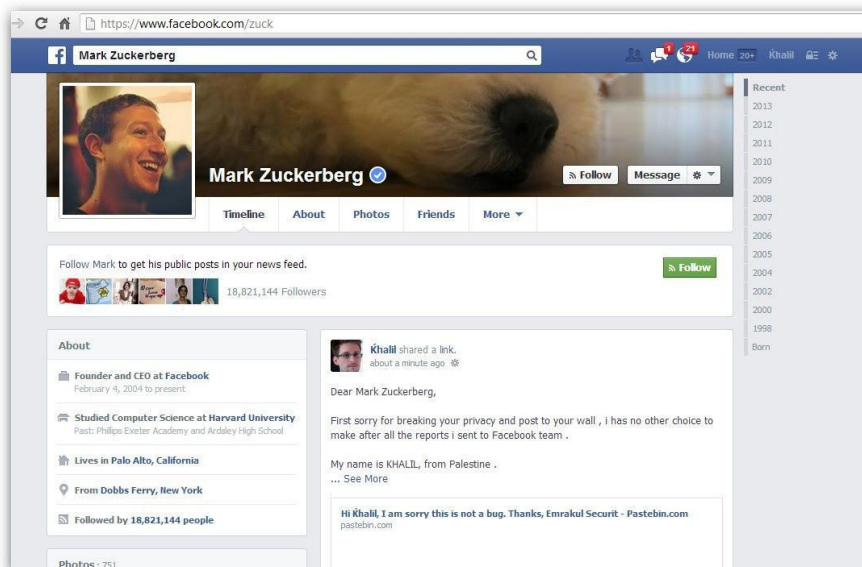 https://www.facebook.com/zuck
f
Mark Zuckerberg
1
21
Home 20+
Khalil
Mark Zuckerberg
Follow
Message
Timeline
About
Photos
Friends
More
Follow Mark to get his public posts in your news feed.
Follow
18,821,144 Followers
About
Founder and CEO at Facebook
February 4, 2004 to present
Studied Computer Science at Harvard University
Past: Phillips Exeter Academy and Ardsley High School
Lives in Palo Alto, California
From Dobbs Ferry, New York
Followed by 18,821,144 people
Photos · 751
Ḱhalil shared a link.
about a minute ago
Dear Mark Zuckerberg,
First sorry for breaking your privacy and post to your wall , i has no other choice to
make after all the reports i sent to Facebook team .
My name is KHALIL, from Palestine .
... See More
Hi Ḱhalil, I am sorry this is not a bug. Thanks, Emrakul Securit - Pastebin.com
pastebin.com
Recent
2013
2012
2011
2010
2009
2008
2007
2006
2005
2004
2002
2000
1998
Born